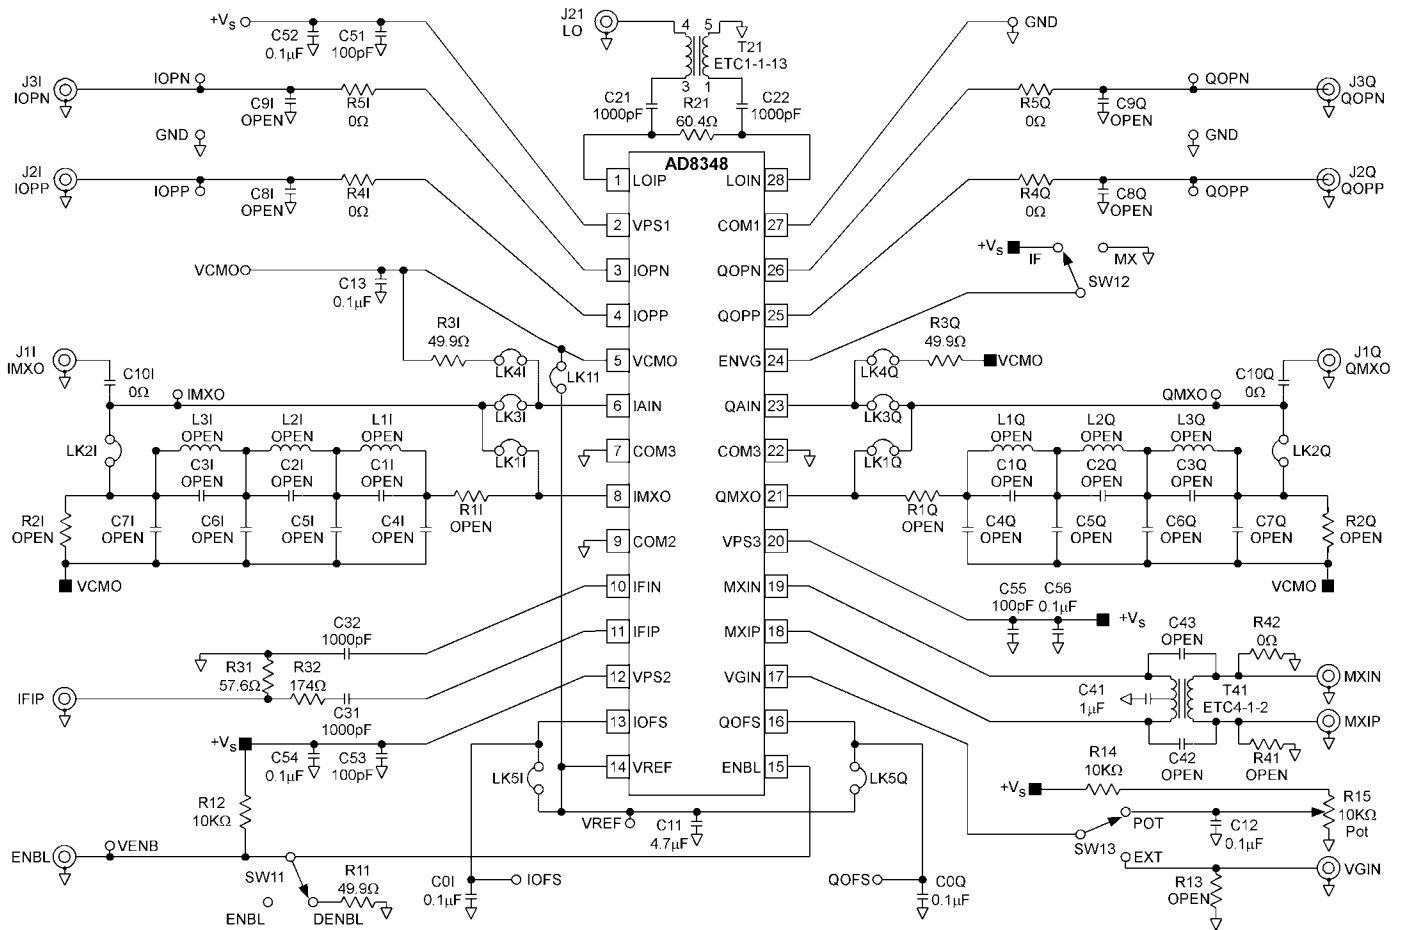 +VS
C52
0.1µF
C51
100pF
J21
LO
4
5
3
1
T21
ETC1-1-13
GND
J3I
IOPN
IOPN
C9I
OPEN
R5I
0Ω
C21
1000pF
R21
60.4Ω
C22
1000pF
R5Q
0Ω
C9Q
OPEN
QOPN
J3Q
QOPN
GND
GND
J2I
IOPP
IOPP
C8I
OPEN
R4I
0Ω
AD8348
R4Q
0Ω
C8Q
OPEN
QOPP
J2Q
QOPP
1 LOIP
LOIN 28
2 VPS1
COM1 27
3 IOPN
QOPN 26
4 IOPP
QOPP 25
5 VCMO
ENVG 24
6 IAIN
QAIN 23
7 COM3
COM3 22
8 IMXO
QMXO 21
9 COM2
VPS3 20
10 IFIN
MXIN 19
11 IFIP
MXIP 18
12 VPS2
VGIN 17
13 IOFS
QOFS 16
14 VREF
ENBL 15
+VS
IF
MX
SW12
VCMO
C13
0.1µF
R3I
49.9Ω
LK4I
LK11
LK3I
LK1I
R3Q
49.9Ω
VCMO
LK4Q
LK3Q
LK1Q
J1I
IMXO
C10I
0Ω
IMXO
LK2I
L3I
OPEN
L2I
OPEN
L1I
OPEN
C3I
OPEN
C2I
OPEN
C1I
OPEN
R2I
OPEN
C7I
OPEN
C6I
OPEN
C5I
OPEN
C4I
OPEN
R1I
OPEN
VCMO
QMXO
C10Q
0Ω
J1Q
QMXO
LK2Q
L1Q
OPEN
L2Q
OPEN
L3Q
OPEN
C1Q
OPEN
C2Q
OPEN
C3Q
OPEN
R1Q
OPEN
C4Q
OPEN
C5Q
OPEN
C6Q
OPEN
C7Q
OPEN
R2Q
OPEN
VCMO
C55
100pF
C56
0.1µF
+VS
C32
1000pF
R31
57.6Ω
R32
174Ω
C31
1000pF
IFIP
C43
OPEN
R42
0Ω
MXIN
C41
1µF
T41
ETC4-1-2
MXIP
C42
OPEN
R41
OPEN
+VS
C54
0.1µF
C53
100pF
R12
10KΩ
LK5I
LK5Q
VREF
C11
4.7µF
R14
10KΩ
+VS
R15
10KΩ
Pot
POT
C12
0.1µF
SW13
EXT
R13
OPEN
VGIN
ENBL
VENB
SW11
R11
49.9Ω
ENBL
DENBL
C0I
0.1µF
IOFS
QOFS
C0Q
0.1µF